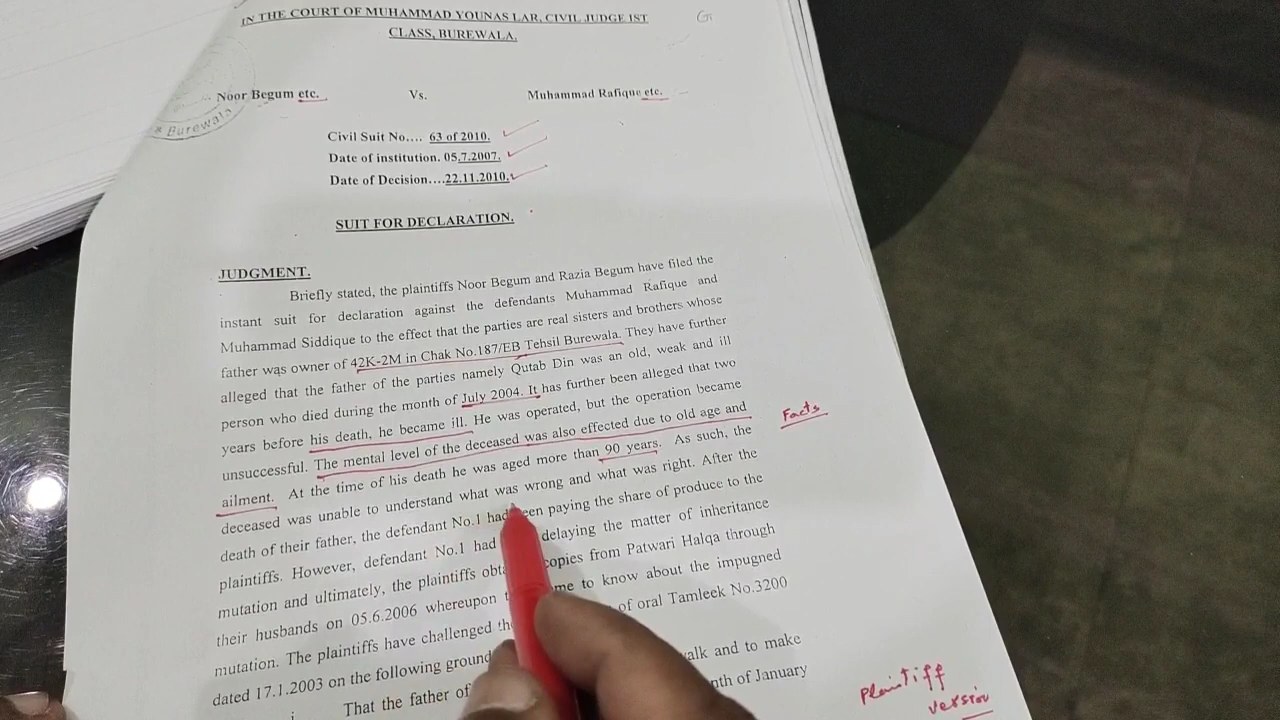 IN THE COURT OF MUHAMMAD YOUNAS LAR, CIVIL JUDGE IST
CLASS, BUREWALA.
Noor Begum etc. Vs. Muhammad Rafique etc.
Burewala
Civil Suit No.... 63 of 2010.
Date of institution. 05.7.2007.
Date of Decision....22.11.2010.
SUIT FOR DECLARATION.
JUDGMENT.
Briefly stated, the plaintiffs Noor Begum and Razia Begum have filed the
instant suit for declaration against the defendants Muhammad Rafique and
Muhammad Siddique to the effect that the parties are real sisters and brothers whose
father was owner of 42K-2M in Chak No.187/EB Tehsil Burewala. They have further
alleged that the father of the parties namely Qutab Din was an old, weak and ill
person who died during the month of July 2004. It has further been alleged that two
years before his death, he became ill. He was operated, but the operation became
unsuccessful. The mental level of the deceased was also effected due to old age and
ailment. At the time of his death he was aged more than 90 years. As such, the
deceased was unable to understand what was wrong and what was right. After the
death of their father, the defendant No.1 had been paying the share of produce to the
plaintiffs. However, defendant No.1 had delaying the matter of inheritance
mutation and ultimately, the plaintiffs copies from Patwari Halqa through
their husbands on 05.6.2006 whereupon to know about the impugned
mutation. The plaintiffs have challenged of oral Tamleek No.3200
dated 17.1.2003 on the following ground walk and to make
i. That the father of of January
Facts
Plaintiff
version